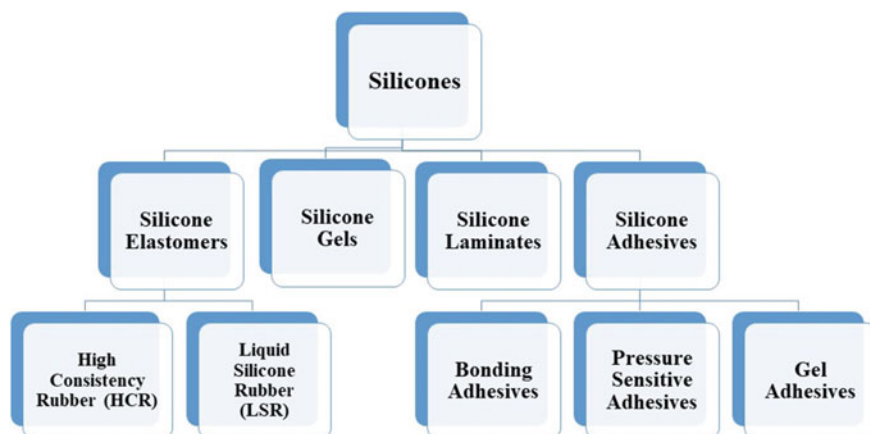 Silicones
Silicone
Elastomers
Silicone
Gels
Silicone
Laminates
Silicone
Adhesives
High
Consistency
Rubber (HCR)
Liquid
Silicone
Rubber
(LSR)
Bonding
Adhesives
Pressure
Sensitive
Adhesives
Gel
Adhesives